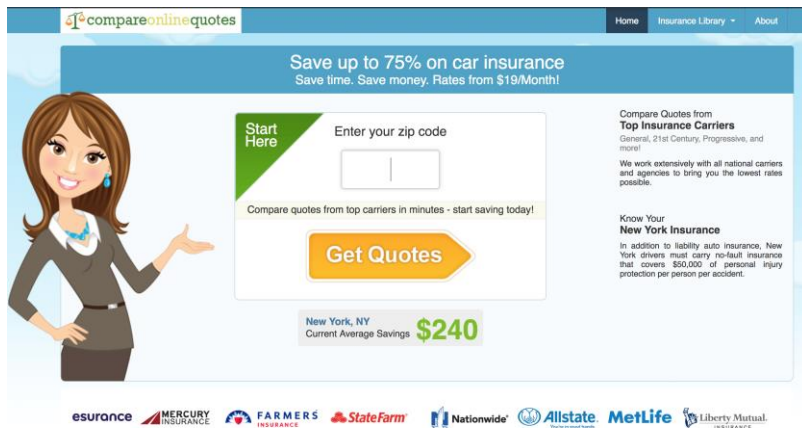 compareonlinequotes
Home Insurance Library About
Save up to 75% on car insurance
Save time. Save money. Rates from $19/Month!
Start
Here
Enter your zip code
Compare quotes from top carriers in minutes - start saving today!
Get Quotes
New York, NY
Current Average Savings $240
Compare Quotes from
Top Insurance Carriers
General, 21st Century, Progressive, and
more!
We work extensively with all national carriers
and agencies to bring you the lowest rates
possible.
Know Your
New York Insurance
In addition to liability auto insurance, New
York drivers must carry no-fault insurance
that covers $50,000 of personal injury
protection per person per accident.
esurance
MERCURY
INSURANCE
FARMERS
INSURANCE
StateFarm
Nationwide
Allstate.
You're in good hands.
MetLife
Liberty Mutual.
INSURANCE